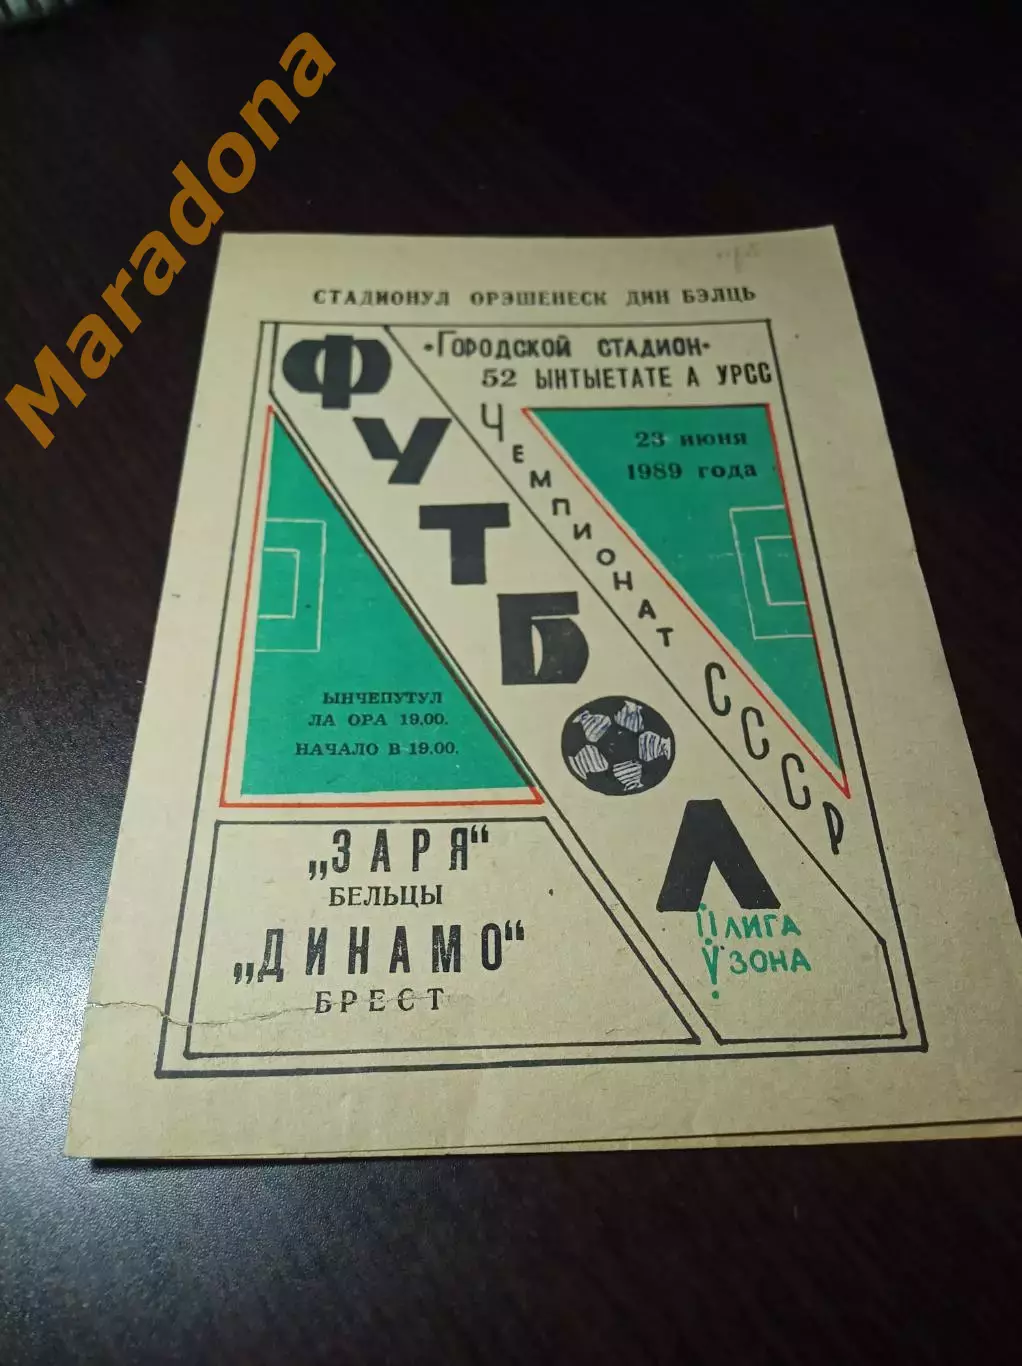 Maradona
СТАДИОНУЛ ОРЭШЕНЕСК ДИН БЭЛЦЬ
«ГОРОДСКОЙ СТАДИОН»
52 ЫНТЫЕТАТЕ А УРСС
ФУТБОЛ
ЧЕМПИОНАТ СССР
23 июня
1989 года
ЫНЧЕПУТУЛ
ЛА ОРА 19,00.
НАЧАЛО В 19.00.
„ЗАРЯ“
БЕЛЬЦЫ
„ДИНАМО“
БРЕСТ
II ЛИГА
V ЗОНА